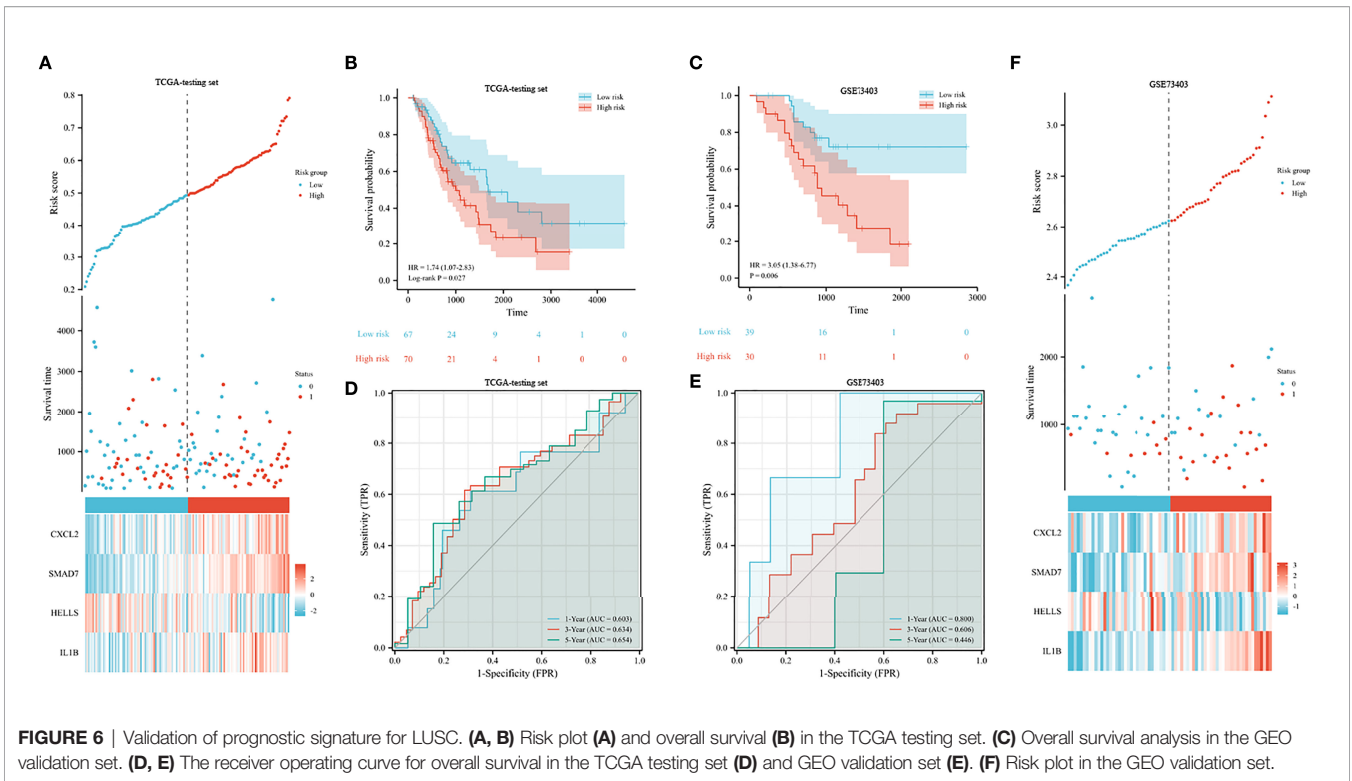 A
TCGA-testing set
0.8
0.7
0.6
0.5
0.4
0.3
0.2
Risk score
Risk group
Low
High
4000
3000
2000
1000
Survival time
Status
0
1
CXCL2
SMAD7
HELLS
IL1B
2
0
-2
B
TCGA-testing set
Low risk
High risk
1.0
0.8
0.6
0.4
0.2
0.0
Survival probability
HR = 1.74 (1.07-2.83)
Log-rank P = 0.027
0 1000 2000 3000 4000
Time
Low risk 67 24 9 4 1 0
High risk 70 21 4 1 0 0
C
GSE73403
Low risk
High risk
1.0
0.8
0.6
0.4
0.2
0.0
Survival probability
HR = 3.05 (1.38-6.77)
P = 0.006
0 1000 2000 3000
Time
Low risk 39 16 1 0
High risk 30 11 1 0
D
TCGA-testing set
1.0
0.8
0.6
0.4
0.2
0.0
Sensitivity (TPR)
1-Year (AUC = 0.603)
3-Year (AUC = 0.634)
5-Year (AUC = 0.654)
0.0 0.2 0.4 0.6 0.8 1.0
1-Specificity (FPR)
E
GSE73403
1.0
0.8
0.6
0.4
0.2
0.0
Sensitivity (TPR)
1-Year (AUC = 0.800)
3-Year (AUC = 0.606)
5-Year (AUC = 0.446)
0.0 0.2 0.4 0.6 0.8 1.0
1-Specificity (FPR)
F
GSE73403
3.0
2.8
2.6
2.4
Risk score
Risk group
Low
High
2000
1000
Survival time
Status
0
1
CXCL2
SMAD7
HELLS
IL1B
3
2
1
0
-1
FIGURE 6 | Validation of prognostic signature for LUSC. (A, B) Risk plot (A) and overall survival (B) in the TCGA testing set. (C) Overall survival analysis in the GEO
validation set. (D, E) The receiver operating curve for overall survival in the TCGA testing set (D) and GEO validation set (E). (F) Risk plot in the GEO validation set.